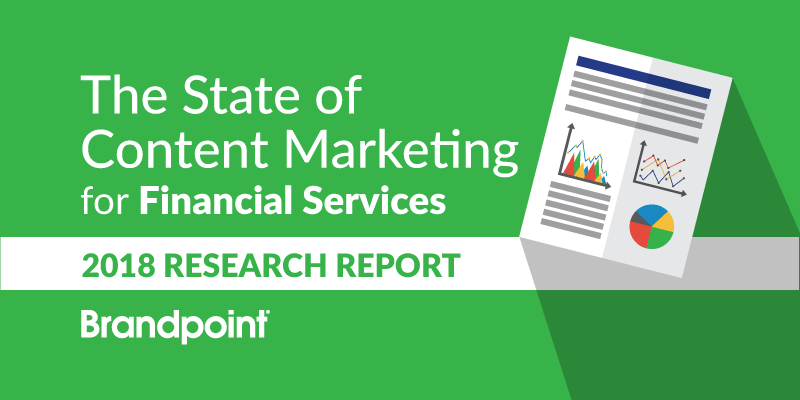 The State of
Content Marketing
for Financial Services
2018 RESEARCH REPORT
Brandpoint